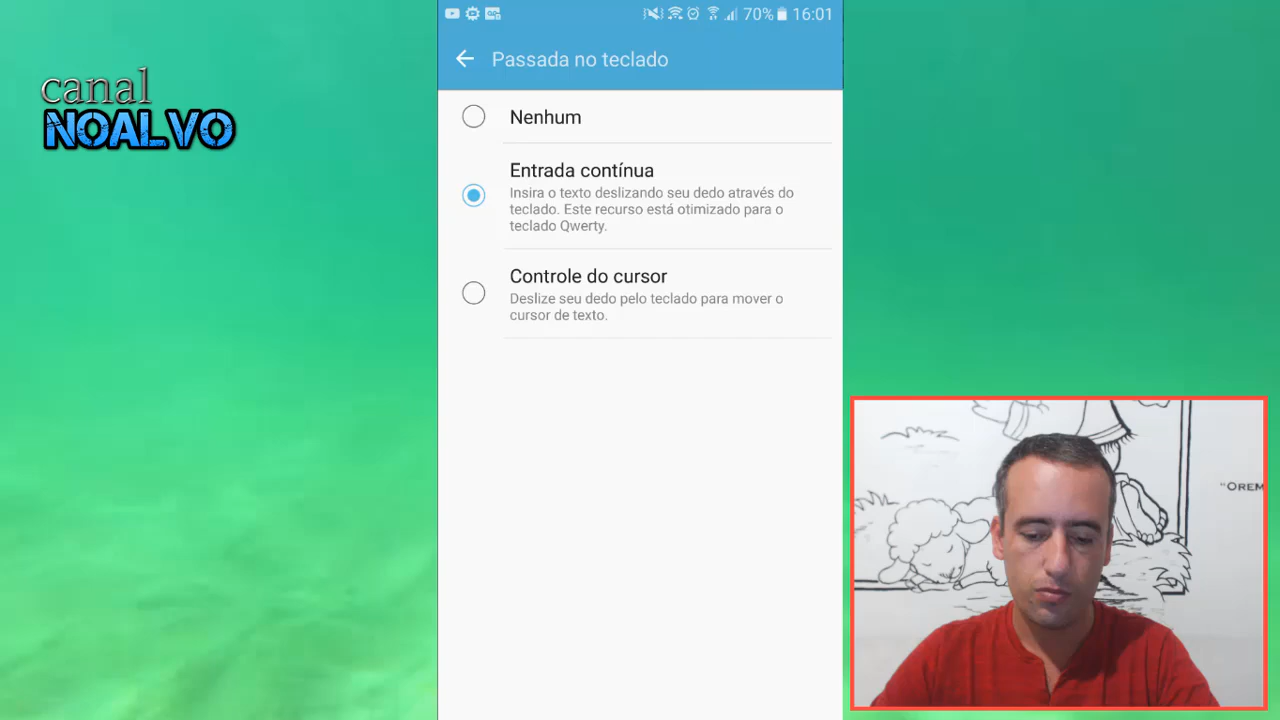 canal
NOALVO
70% 16:01
Passada no teclado
Nenhum
Entrada contínua
Insira o texto deslizando seu dedo através do
teclado. Este recurso está otimizado para o
teclado Qwerty.
Controle do cursor
Deslize seu dedo pelo teclado para mover o
cursor de texto.
"OREM